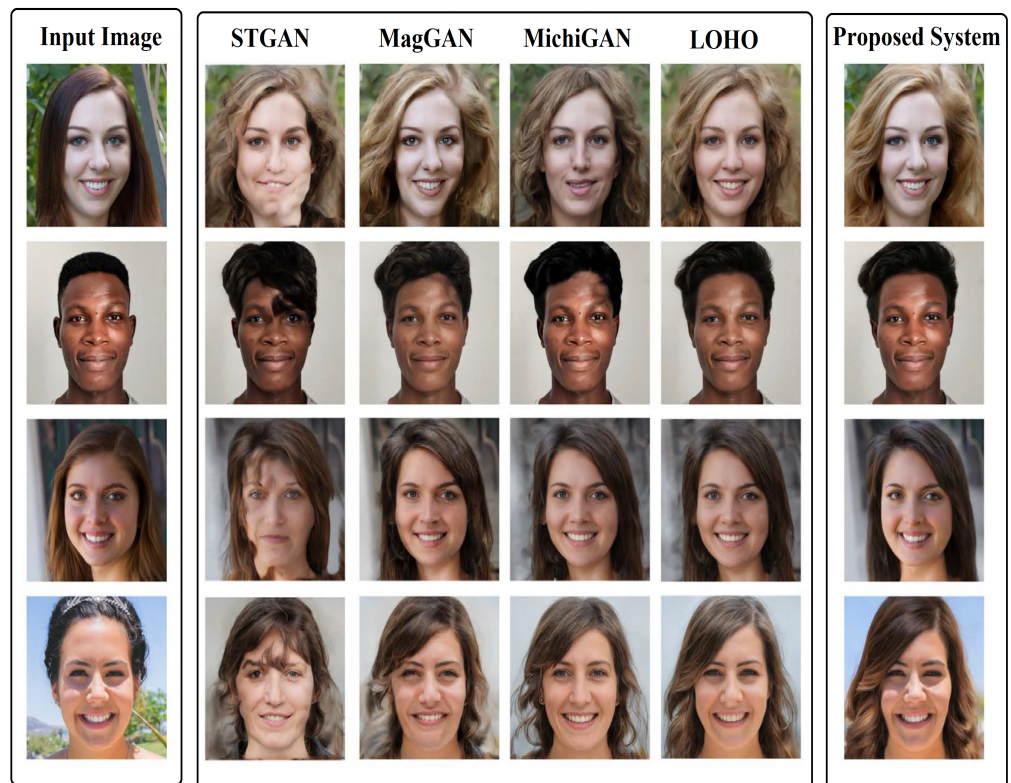 Input Image
STGAN
MagGAN
MichiGAN
LOHO
Proposed System